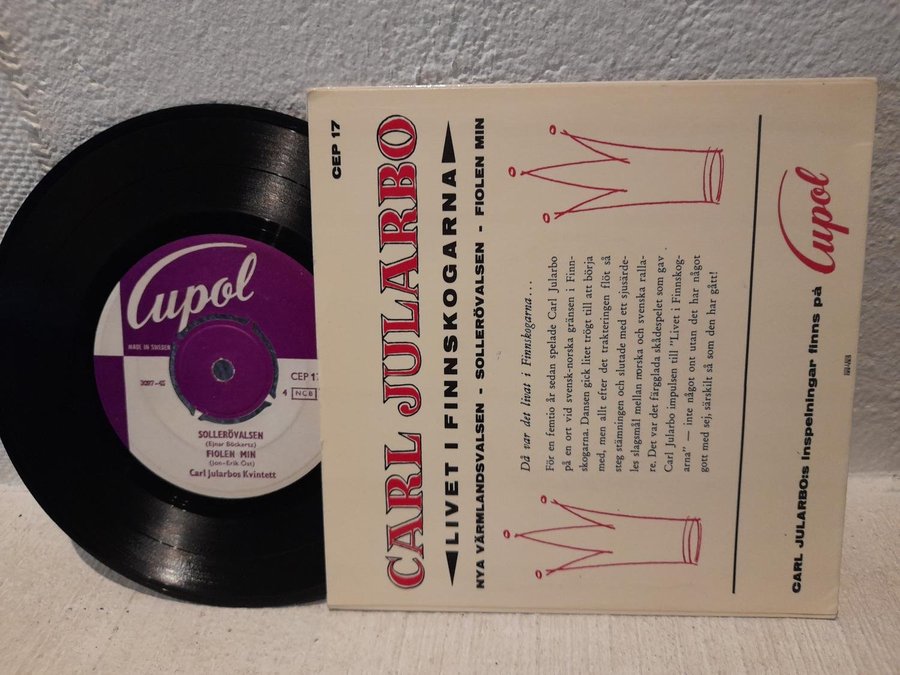 Cupol
MADE IN SWEDEN
3097-45
CEP 17
4
NCB
SOLLERÖVALSEN
(Ejnar Böckertz)
FIOLEN MIN
(Jon-Erik Öst)
Carl Jularbos Kvintett
CEP 17
CARL JULARBO
LIVET I FINNSKOGARNA
NYA VÄRMLANDSVALSEN - SOLLERÖVALSEN - FIOLEN MIN
Då var det livat i Finnskogarna...
För en femtio år sedan spelade Carl Jularbo
på en ort vid svensk-norska gränsen i Finn-
skogarna. Dansen gick litet trögt till att börja
med, men allt efter det trakteringen flöt så
steg stämningen och slutade med ett sjusärde-
les slagsmål mellan norska och svenska ralla-
re. Det var det färgglada skådespelet som gav
Carl Jularbo impulsen till "Livet i Finnskog-
arna" — inte något ont utan det har något
gott med sej, särskilt så som den har gått!
CARL JULARBO:s inspelningar finns på Cupol